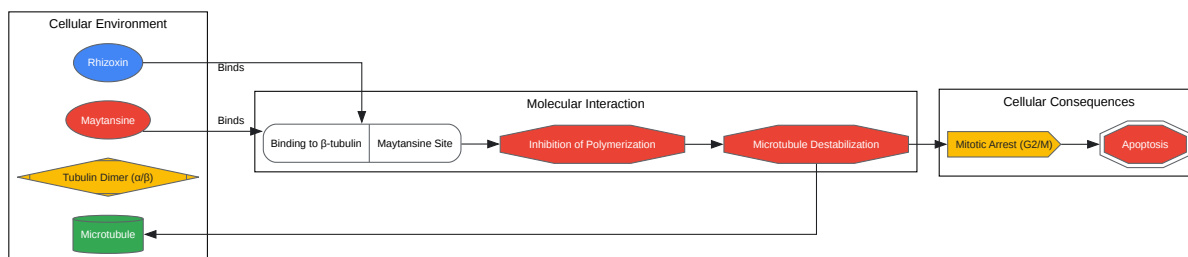 Cellular Environment
Rhizoxin
Binds
Maytansine
Binds
Tubulin Dimer (α/β)
Microtubule
Molecular Interaction
Binding to β-tubulin
Maytansine Site
Inhibition of Polymerization
Microtubule Destabilization
Cellular Consequences
Mitotic Arrest (G2/M)
Apoptosis